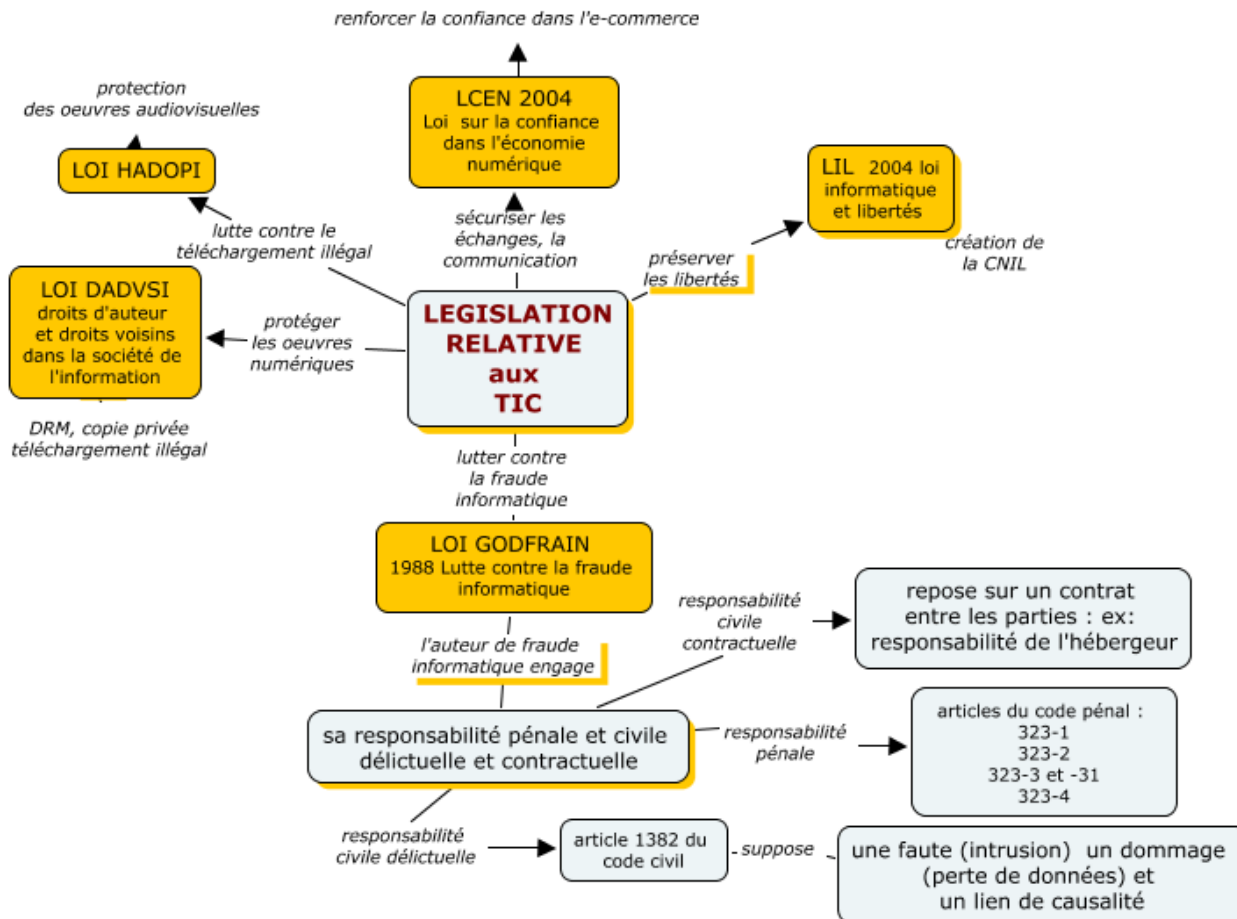 renforcer la confiance dans l'e-commerce
protection
des oeuvres audiovisuelles
LCEN 2004
Loi sur la confiance
dans l'économie
numérique
LOI HADOPI
LIL 2004 loi
informatique
et libertés
lutte contre le
téléchargement illégal
sécuriser les
échanges, la
communication
création de
la CNIL
préserver
les libertés
LOI DADVSI
droits d'auteur
et droits voisins
dans la société de
l'information
protéger
les oeuvres
numériques
LEGISLATION
RELATIVE
aux
TIC
DRM, copie privée
téléchargement illégal
lutter contre
la fraude
informatique
LOI GODFRAIN
1988 Lutte contre la fraude
informatique
responsabilité
civile
contractuelle
repose sur un contrat
entre les parties : ex:
responsabilité de l'hébergeur
l'auteur de fraude
informatique engage
sa responsabilité pénale et civile
délictuelle et contractuelle
responsabilité
pénale
articles du code pénal :
323-1
323-2
323-3 et -31
323-4
responsabilité
civile délictuelle
article 1382 du
code civil
suppose
une faute (intrusion) un dommage
(perte de données) et
un lien de causalité